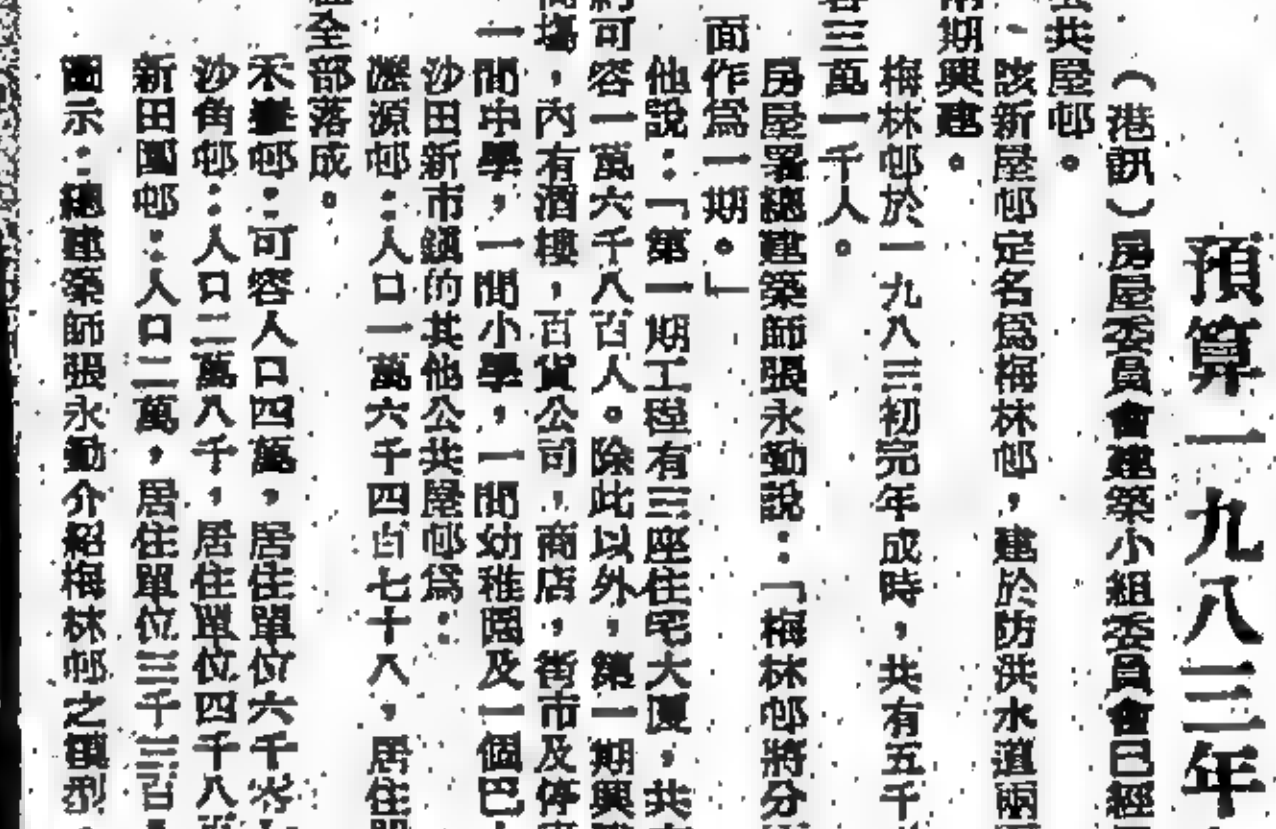 預算一九八三年
（港訊）房屋委員會建築小組委員會已經
共屋邨。
該新屋邨定名爲梅林邨，建於防洪水道兩
兩期興建。
梅林邨於一九八三初完年成時，共有五千
容三萬一千人。
房屋署總建築師張永勤說：「梅林邨將分
面作爲一期。」
他說：「第一期工程有三座住宅大厦，共
約可容一萬六千八百人。除此以外，第一期興
商塲，內有酒樓，百貨公司，商店，街市及停
一間中學，一間小學，一間幼稚園及一個巴
沙田新市鎭的其他公共屋邨爲：
瀝源邨：人口一萬六千四百七十八，居住
全部落成。
禾輋邨：可容人口四萬，居住單位六千
沙角邨：人口二萬八千，居住單位四千八
新田圍邨：人口二萬，居住單位三千三百
圖示：總建築師張永勤介紹梅林邨之模型，